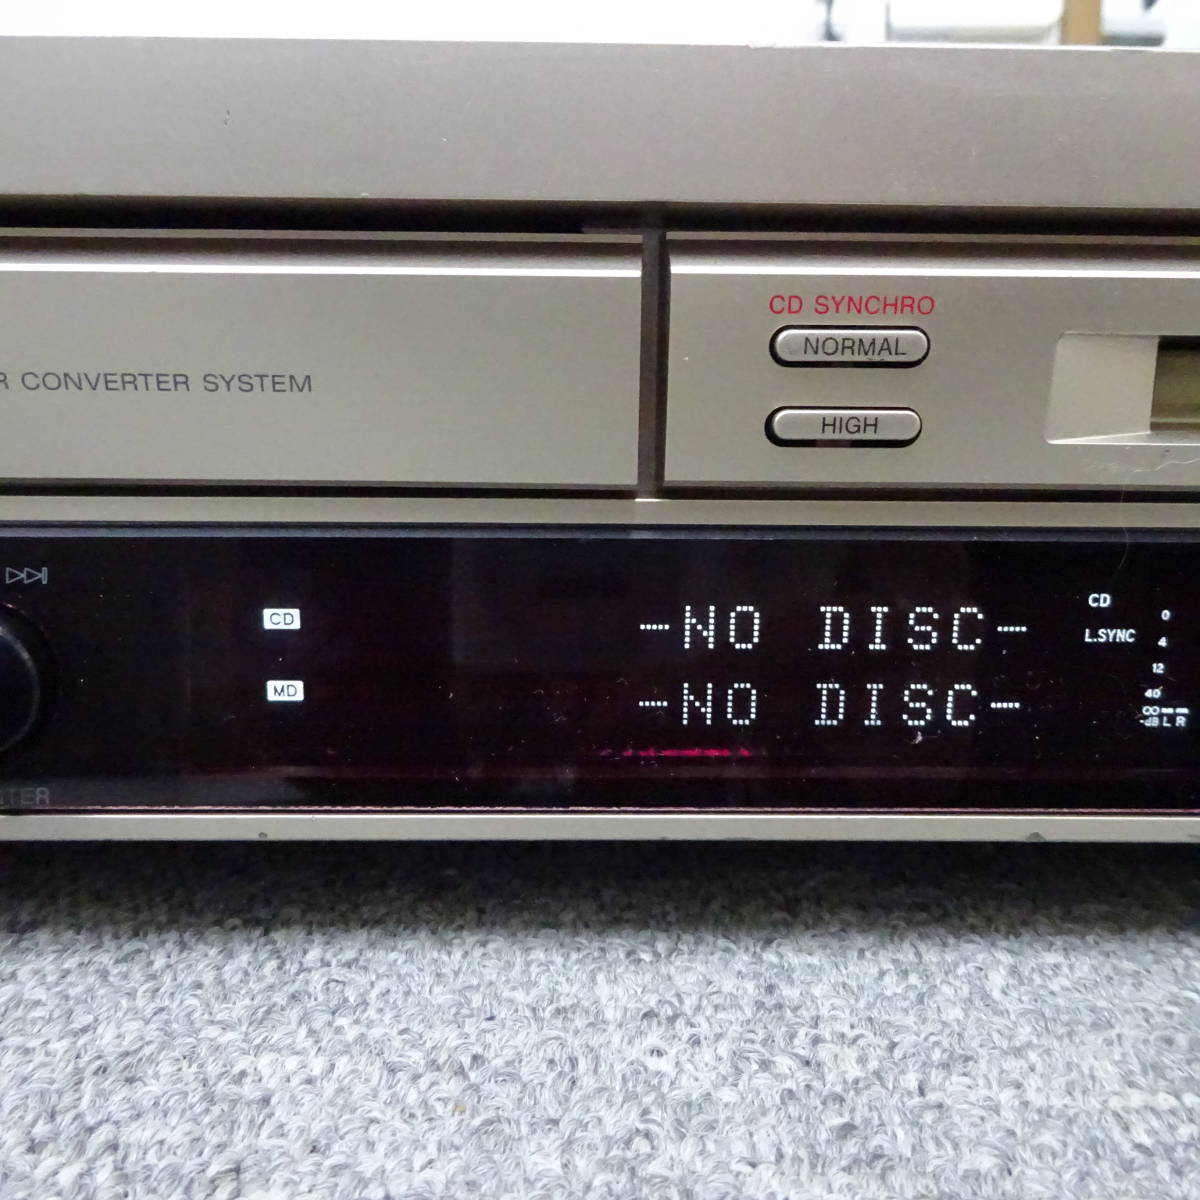 CD SYNCHRO
NORMAL
R CONVERTER SYSTEM
HIGH
CD -NO DISC- CD
L.SYNC
MD -NO DISC-
0
4
12
40
∞
-dB L R